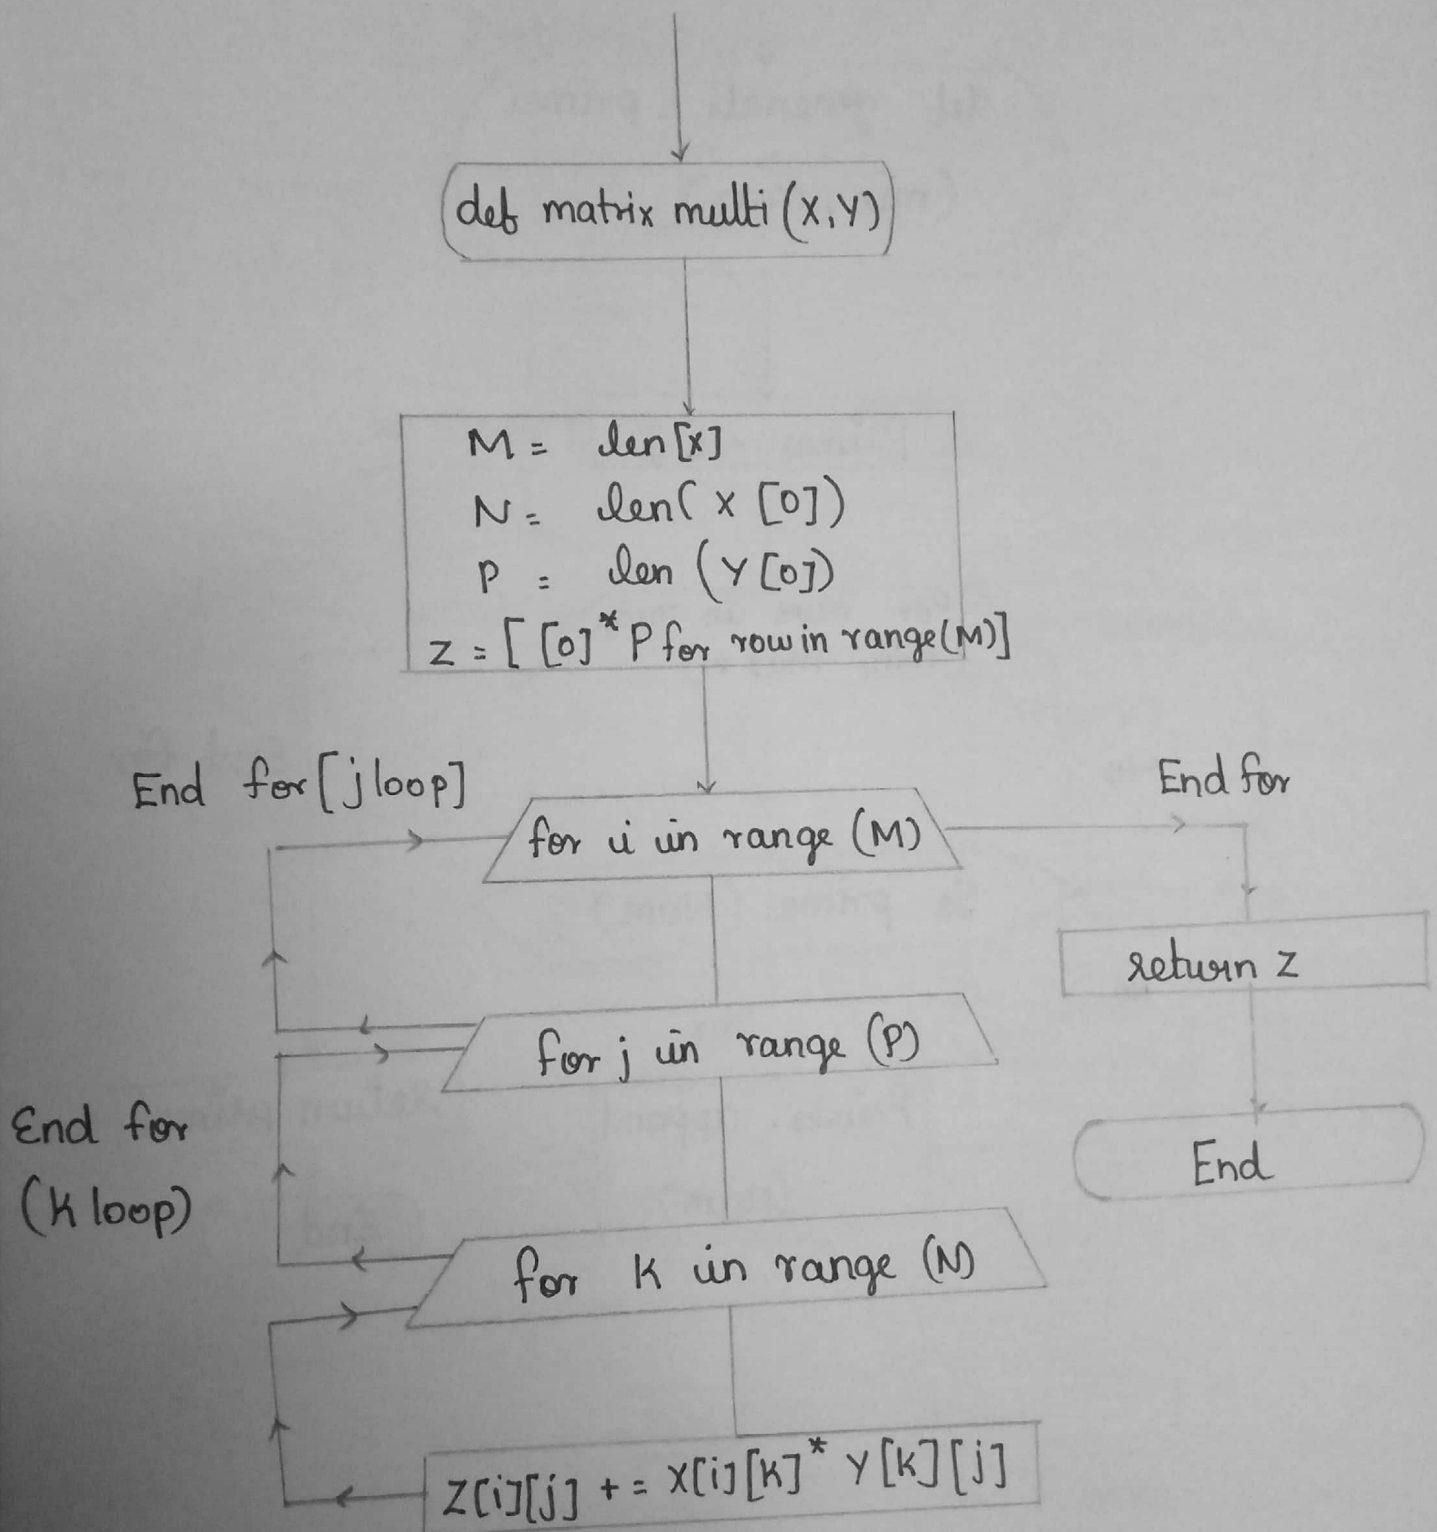 def matrix multi (X,Y)
M = len[x]
N = len( x [0])
P = len (Y[0])
Z = [ [0]* P for row in range(M)]
End for [j loop]
End for
for i in range (M)
return z
for j in range (P)
End for
(K loop)
End
for K in range (N)
Z[i][j] + = X[i][K]* Y[K][j]